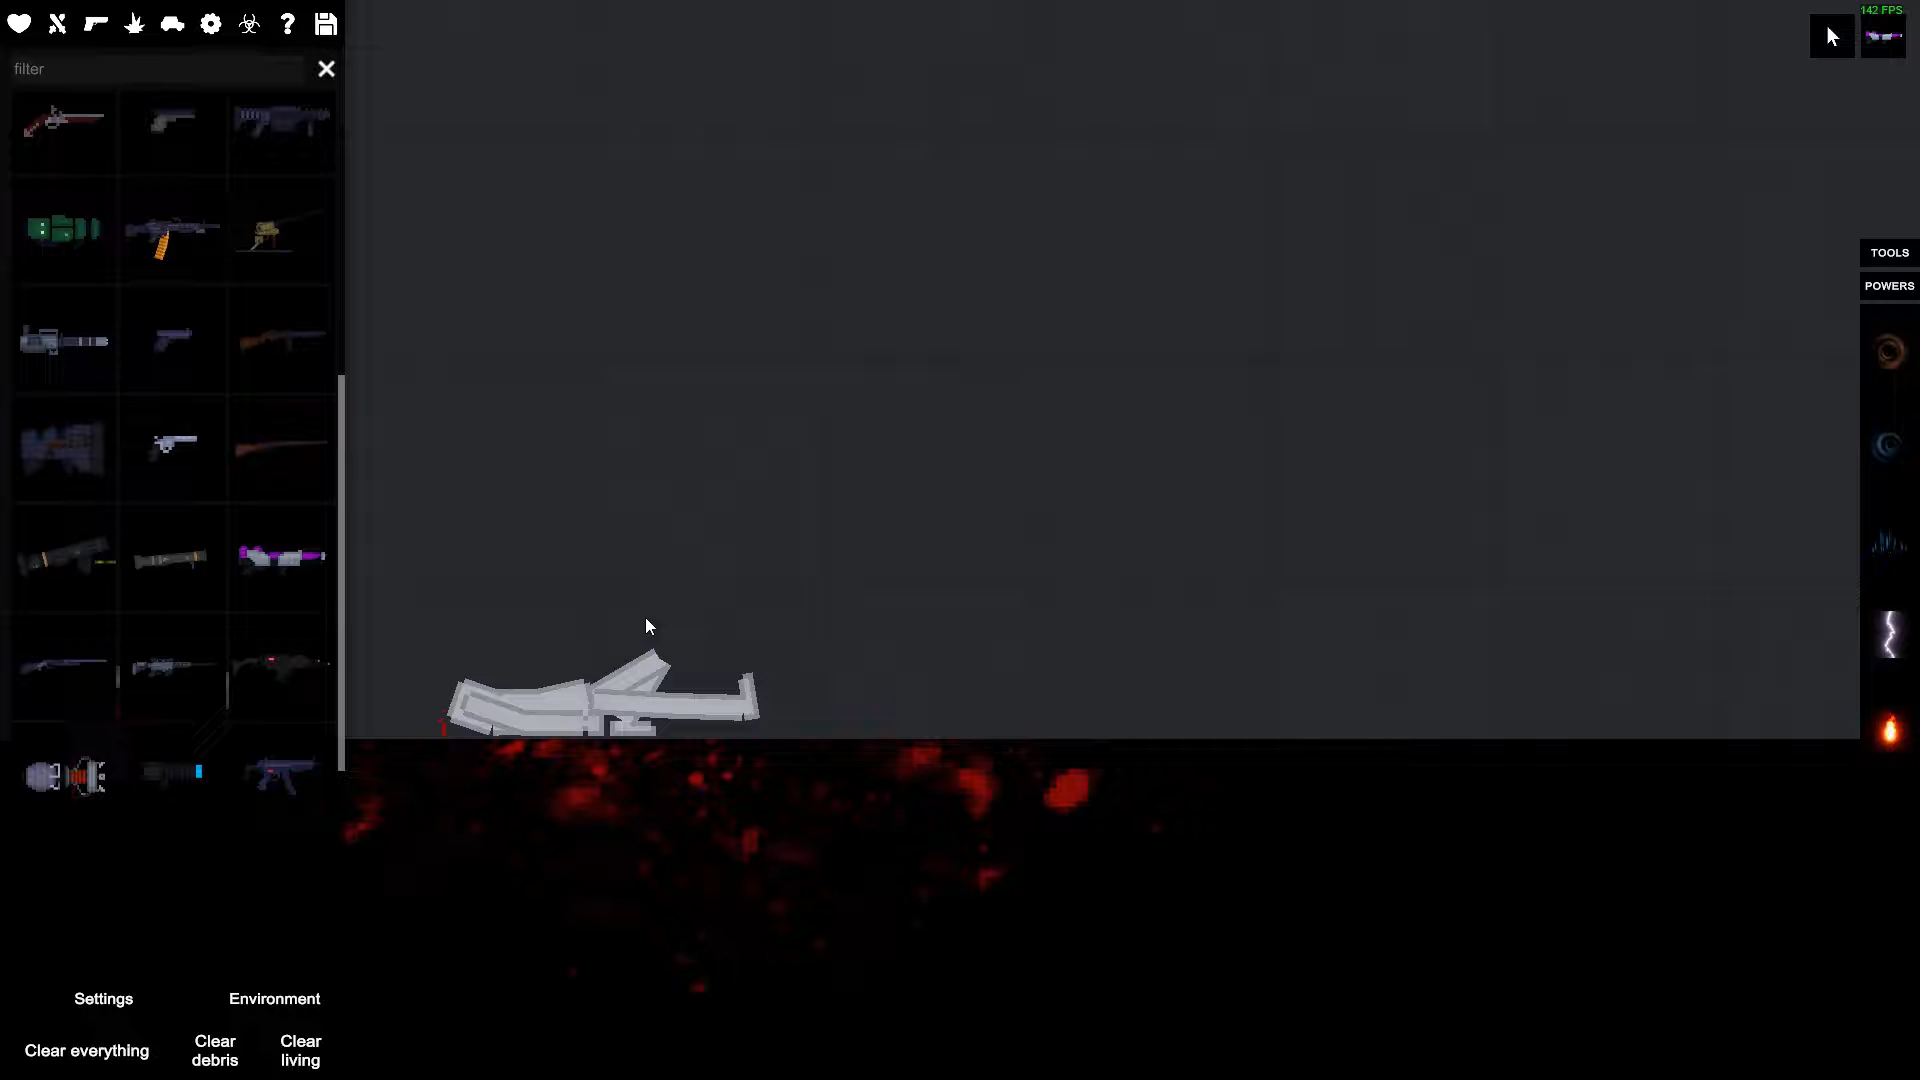 142 FPS
filter
TOOLS
POWERS
Settings
Environment
Clear everything
Clear
debris
Clear
living